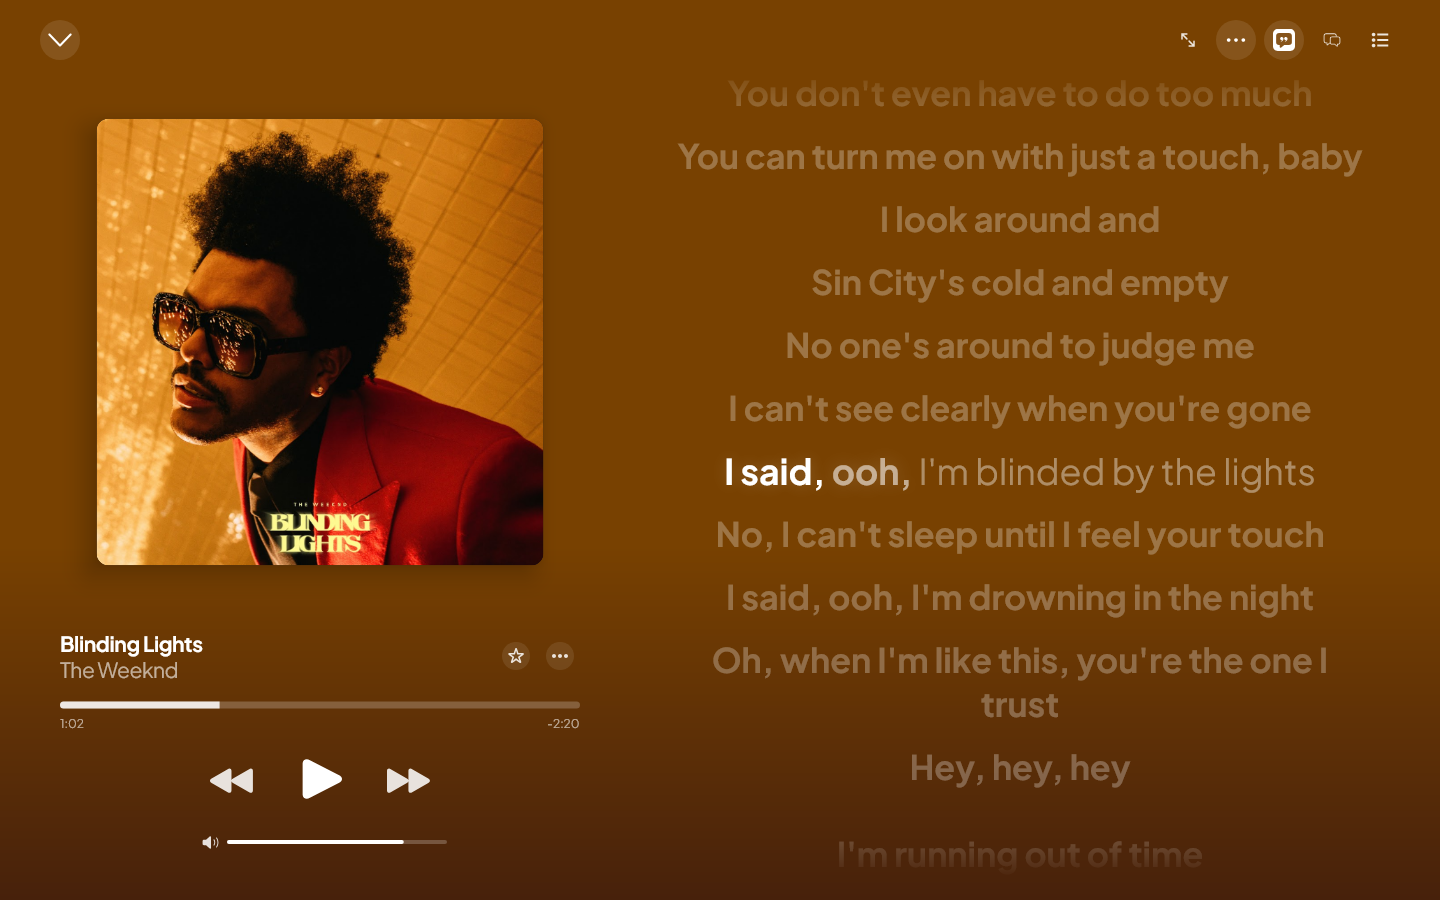 You don't even have to do too much
You can turn me on with just a touch, baby
I look around and
Sin City's cold and empty
No one's around to judge me
I can't see clearly when you're gone
I said, ooh, I'm blinded by the lights
No, I can't sleep until I feel your touch
I said, ooh, I'm drowning in the night
Oh, when I'm like this, you're the one I
trust
Hey, hey, hey
I'm running out of time
THE WEEKND
BLINDING
LIGHTS
Blinding Lights
The Weeknd
1:02
-2:20